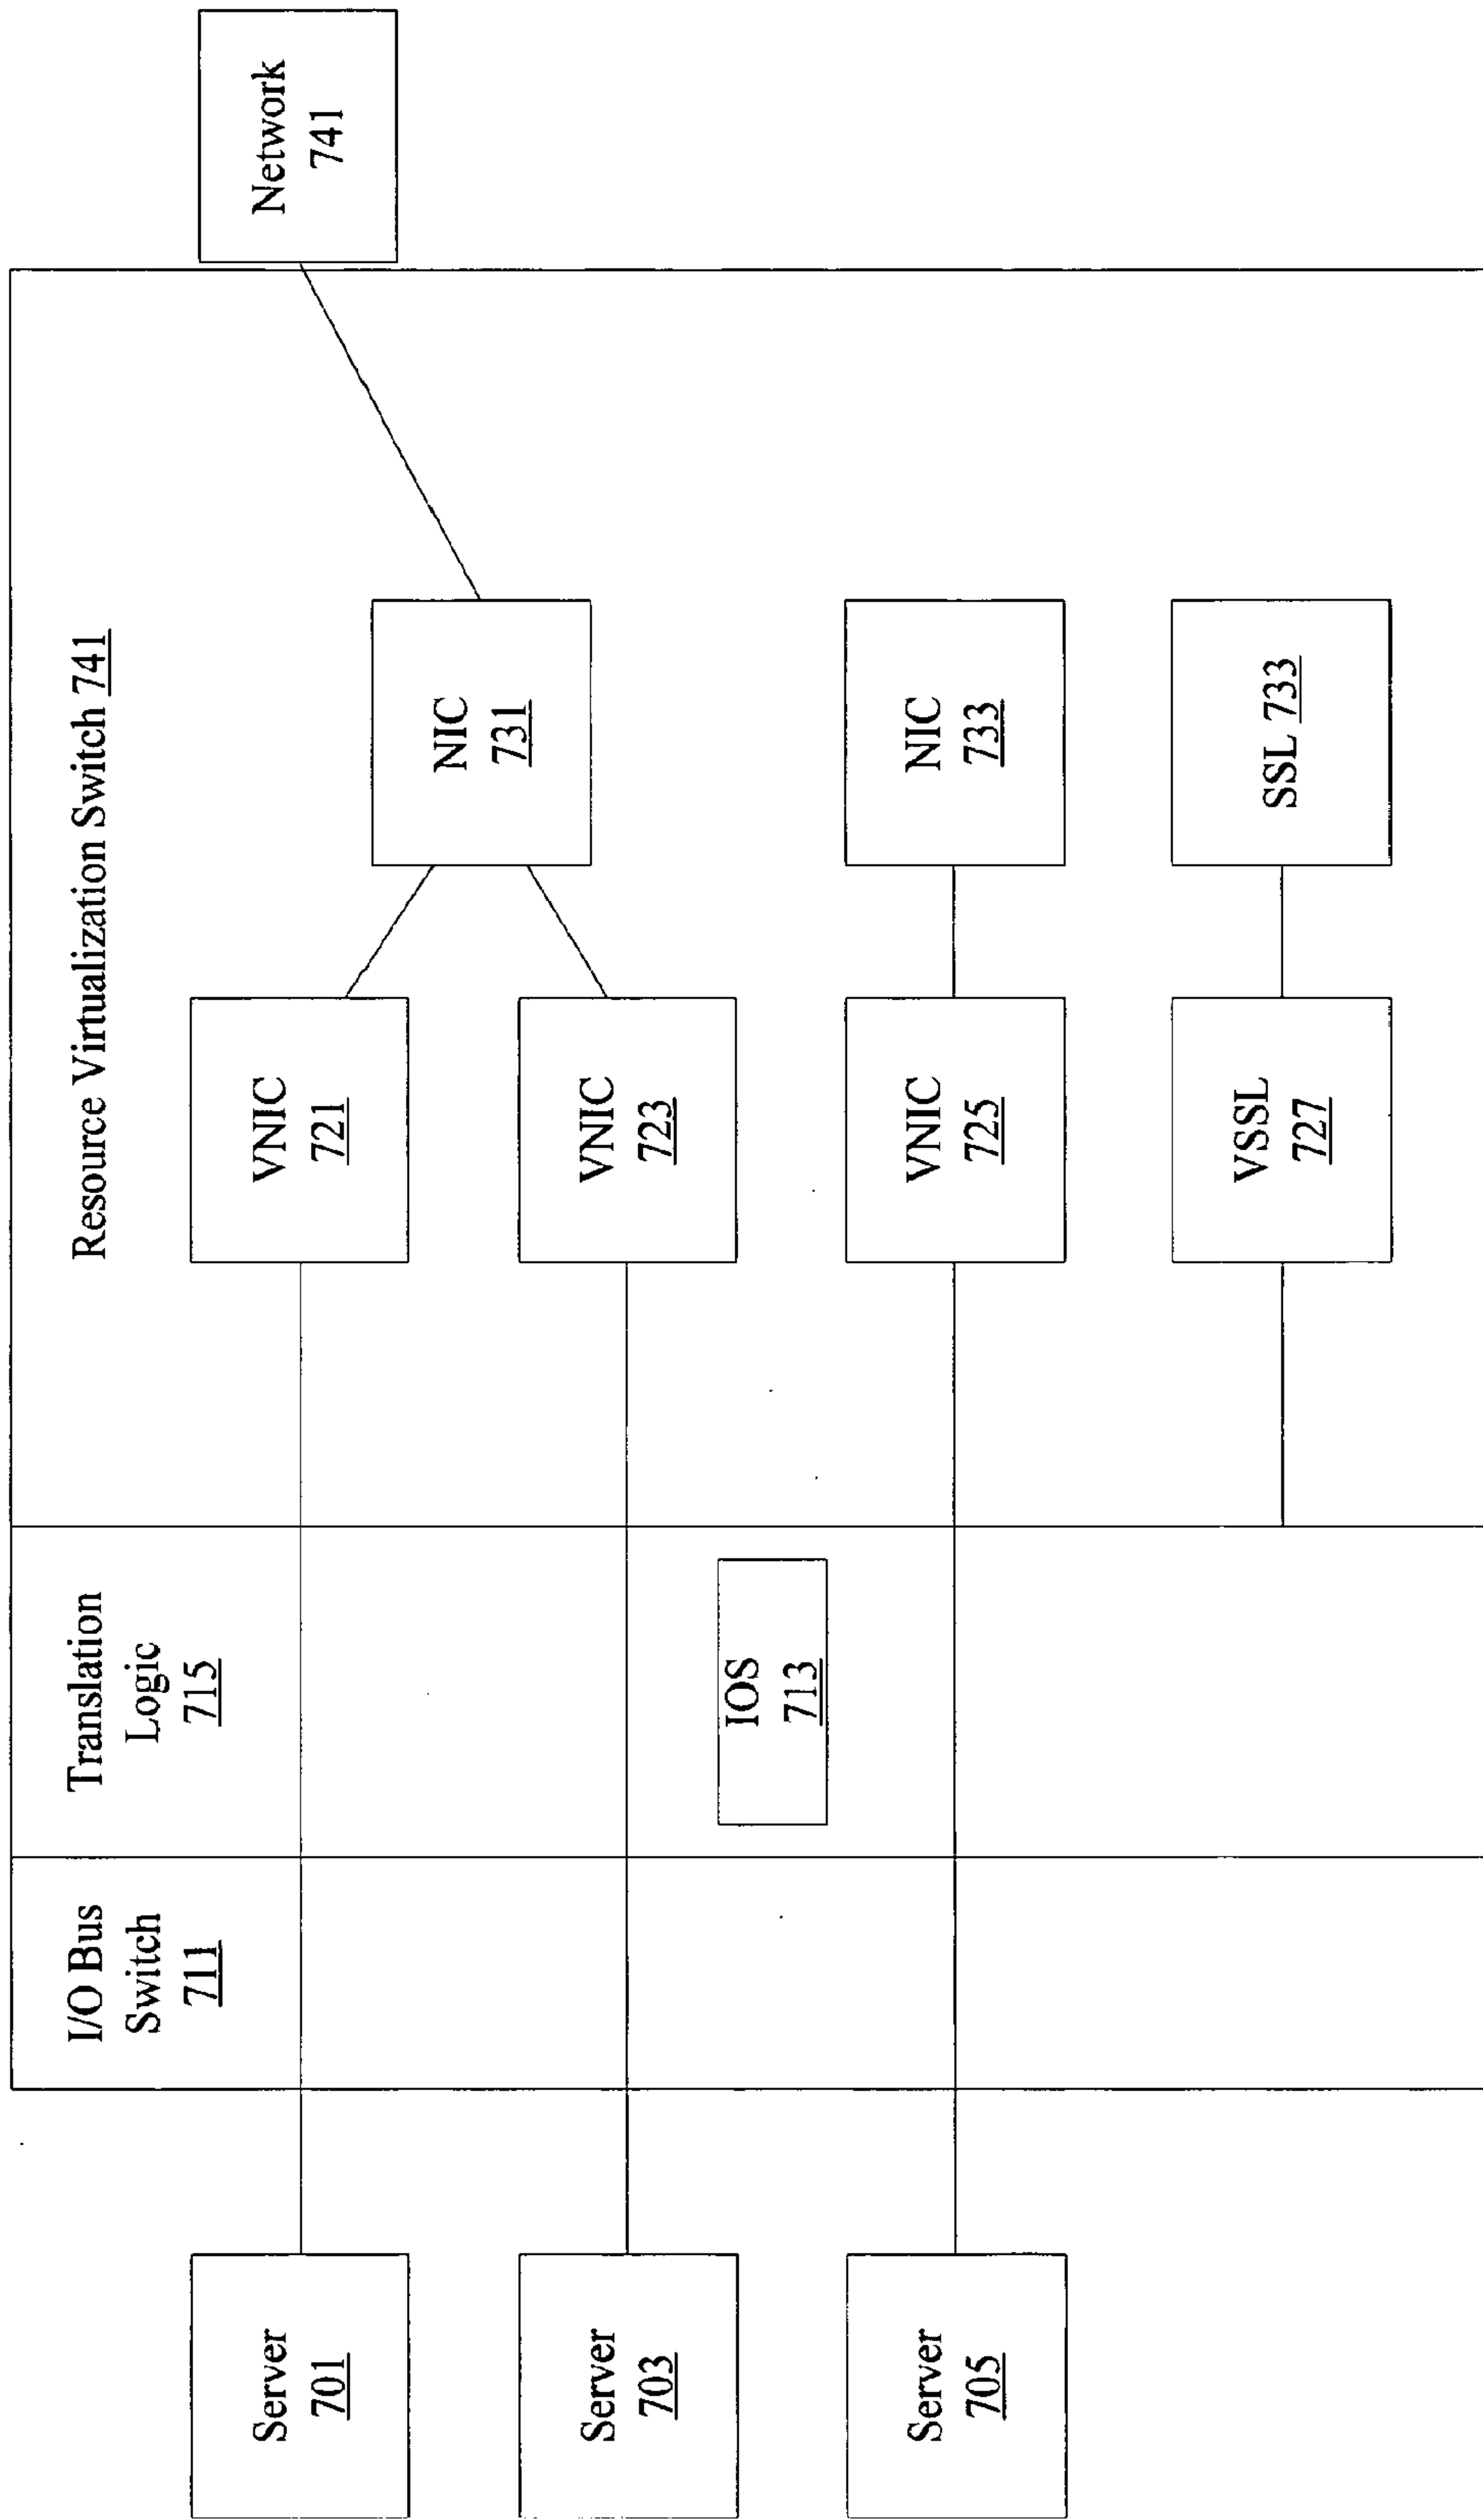 Resource Virtualization Switch 741
I/O Bus
Switch
711
Translation
Logic
715
Server
701
VNIC
721
NIC
731
Network
741
Server
703
VNIC
723
IOS
713
Server
705
VNIC
725
NIC
733
VSSL
727
SSL 733